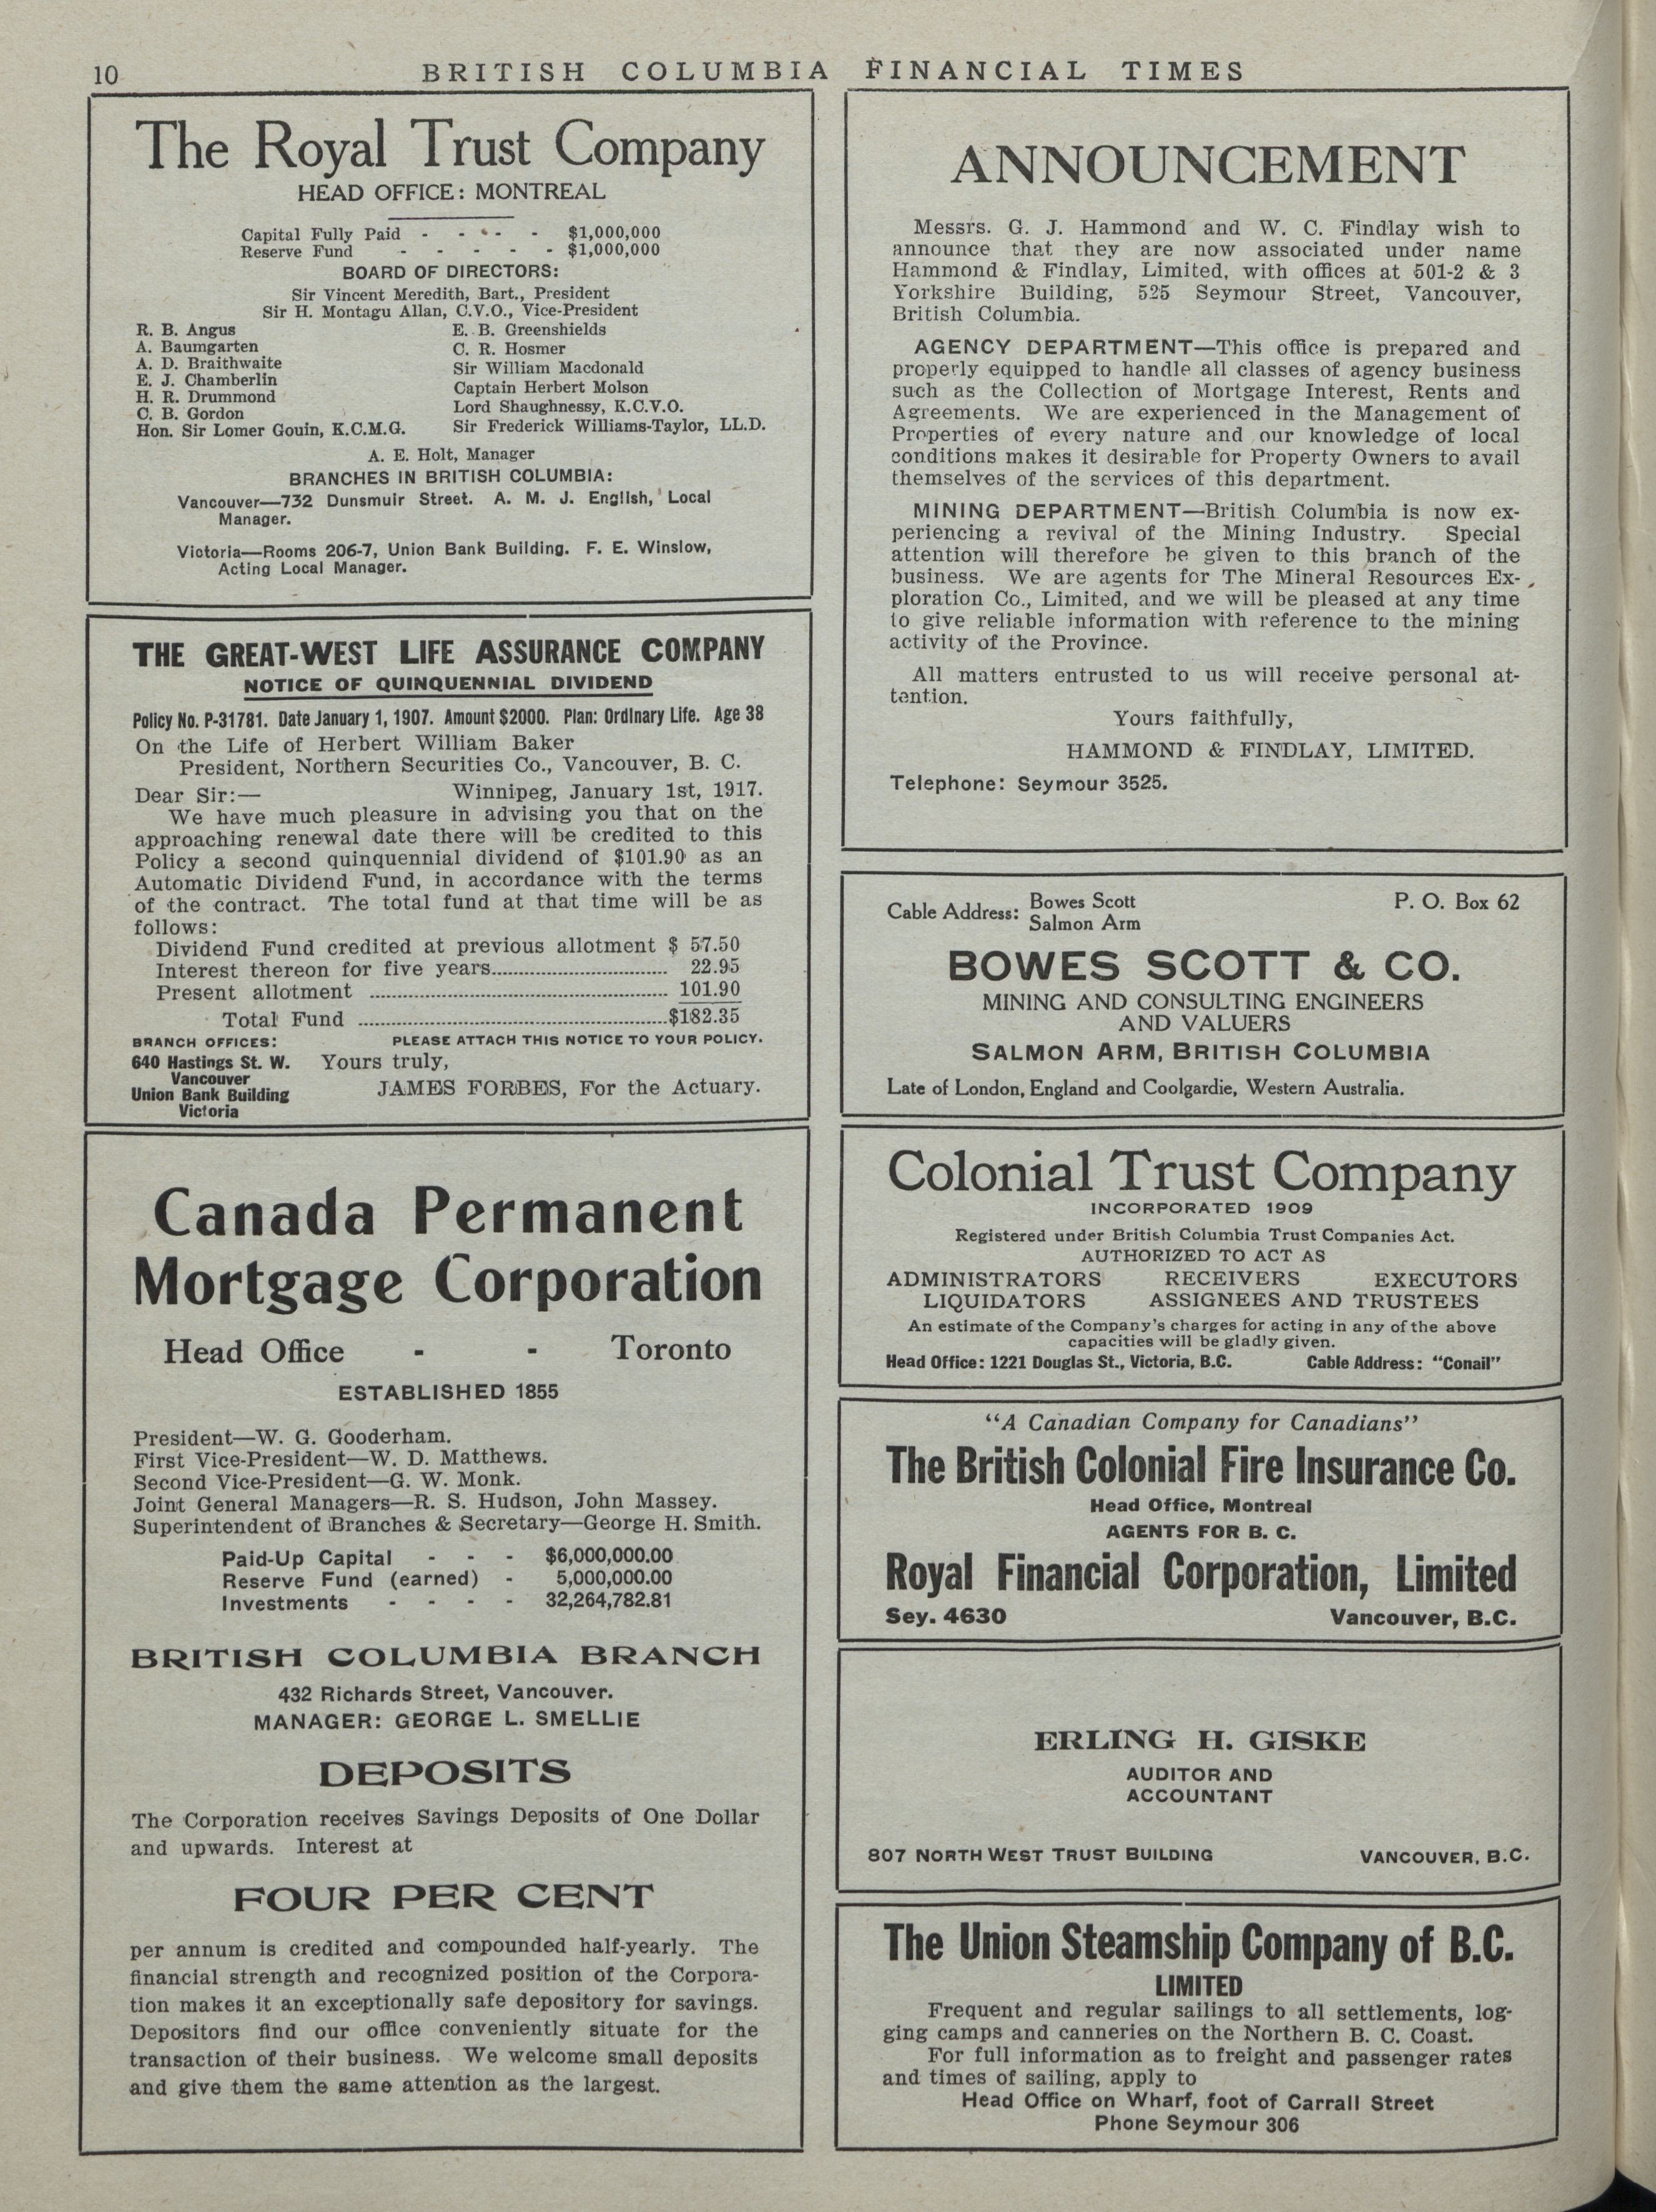 10
BRITISH COLUMBIA FINANCIAL TIMES
The Royal Trust Company
HEAD OFFICE: MONTREAL
Capital Fully Paid - - - - $1,000,000
Reserve Fund - - - - - $1,000,000
BOARD OF DIRECTORS:
Sir Vincent Meredith, Bart., President
Sir H. Montagu Allan, C.V.O., Vice-President
R. B. Angus
A. Baumgarten
A. D. Braithwaite
E. J. Chamberlin
H. R. Drummond
C. B. Gordon
Hon. Sir Lomer Gouin, K.C.M.G.
E. B. Greenshields
C. R. Hosmer
Sir William Macdonald
Captain Herbert Molson
Lord Shaughnessy, K.C.V.O.
Sir Frederick Williams-Taylor, LL.D.
A. E. Holt, Manager
BRANCHES IN BRITISH COLUMBIA:
Vancouver—732 Dunsmuir Street. A. M. J. English, Local
Manager.
Victoria—Rooms 206-7, Union Bank Building. F. E. Winslow,
Acting Local Manager.
THE GREAT-WEST LIFE ASSURANCE COMPANY
NOTICE OF QUINQUENNIAL DIVIDEND
Policy No. P-31781. Date January 1, 1907. Amount $2000. Plan: Ordinary Life. Age 38
On the Life of Herbert William Baker
President, Northern Securities Co., Vancouver, B. C.
Dear Sir:— Winnipeg, January 1st, 1917.
We have much pleasure in advising you that on the
approaching renewal date there will be credited to this
Policy a second quinquennial dividend of $101.90 as an
Automatic Dividend Fund, in accordance with the terms
of the contract. The total fund at that time will be as
follows:
Dividend Fund credited at previous allotment $ 57.50
Interest thereon for five years........ 22.95
Present allotment ........ 101.90
Total Fund ........$182.35
BRANCH OFFICES: PLEASE ATTACH THIS NOTICE TO YOUR POLICY.
640 Hastings St. W. Yours truly,
Vancouver
Union Bank Building JAMES FORBES, For the Actuary.
Victoria
Canada Permanent
Mortgage Corporation
Head Office - - Toronto
ESTABLISHED 1855
President—W. G. Gooderham.
First Vice-President—W. D. Matthews.
Second Vice-President—G. W. Monk.
Joint General Managers—R. S. Hudson, John Massey.
Superintendent of Branches & Secretary—George H. Smith.
Paid-Up Capital - - - $6,000,000.00
Reserve Fund (earned) - 5,000,000.00
Investments - - - - 32,264,782.81
BRITISH COLUMBIA BRANCH
432 Richards Street, Vancouver.
MANAGER: GEORGE L. SMELLIE
DEPOSITS
The Corporation receives Savings Deposits of One Dollar
and upwards. Interest at
FOUR PER CENT
per annum is credited and compounded half-yearly. The
financial strength and recognized position of the Corpora-
tion makes it an exceptionally safe depository for savings.
Depositors find our office conveniently situate for the
transaction of their business. We welcome small deposits
and give them the same attention as the largest.
ANNOUNCEMENT
Messrs. G. J. Hammond and W. C. Findlay wish to
announce that they are now associated under name
Hammond & Findlay, Limited, with offices at 501-2 & 3
Yorkshire Building, 525 Seymour Street, Vancouver,
British Columbia.
AGENCY DEPARTMENT—This office is prepared and
properly equipped to handle all classes of agency business
such as the Collection of Mortgage Interest, Rents and
Agreements. We are experienced in the Management of
Properties of every nature and our knowledge of local
conditions makes it desirable for Property Owners to avail
themselves of the services of this department.
MINING DEPARTMENT—British Columbia is now ex-
periencing a revival of the Mining Industry. Special
attention will therefore be given to this branch of the
business. We are agents for The Mineral Resources Ex-
ploration Co., Limited, and we will be pleased at any time
to give reliable information with reference to the mining
activity of the Province.
All matters entrusted to us will receive personal at-
tention.
Yours faithfully,
HAMMOND & FINDLAY, LIMITED.
Telephone: Seymour 3525.
Cable Address: Bowes Scott
Salmon Arm
P. O. Box 62
BOWES SCOTT & CO.
MINING AND CONSULTING ENGINEERS
AND VALUERS
SALMON ARM, BRITISH COLUMBIA
Late of London, England and Coolgardie, Western Australia.
Colonial Trust Company
INCORPORATED 1909
Registered under British Columbia Trust Companies Act.
AUTHORIZED TO ACT AS
ADMINISTRATORS RECEIVERS EXECUTORS
LIQUIDATORS ASSIGNEES AND TRUSTEES
An estimate of the Company's charges for acting in any of the above
capacities will be gladly given.
Head Office: 1221 Douglas St., Victoria, B.C. Cable Address: "Conail"
"A Canadian Company for Canadians"
The British Colonial Fire Insurance Co.
Head Office, Montreal
AGENTS FOR B. C.
Royal Financial Corporation, Limited
Sey. 4630 Vancouver, B.C.
ERLING H. GISKE
AUDITOR AND
ACCOUNTANT
807 NORTH WEST TRUST BUILDING VANCOUVER, B.C.
The Union Steamship Company of B.C.
LIMITED
Frequent and regular sailings to all settlements, log-
ging camps and canneries on the Northern B. C. Coast.
For full information as to freight and passenger rates
and times of sailing, apply to
Head Office on Wharf, foot of Carrall Street
Phone Seymour 306